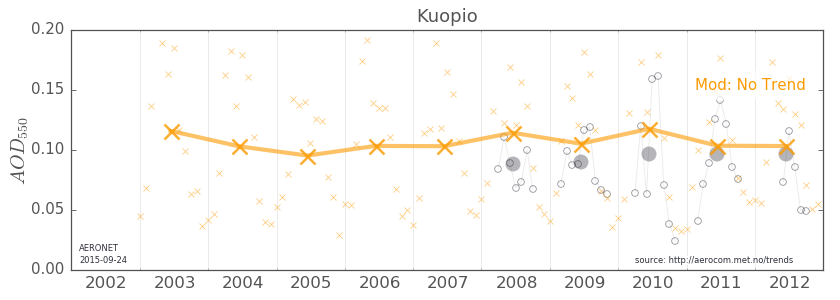 Kuopio
0.20
0.15
0.10
0.05
0.00
AOD550
Mod: No Trend
AERONET
2015-09-24
source: http://aerocom.met.no/trends
2002 2003 2004 2005 2006 2007 2008 2009 2010 2011 2012